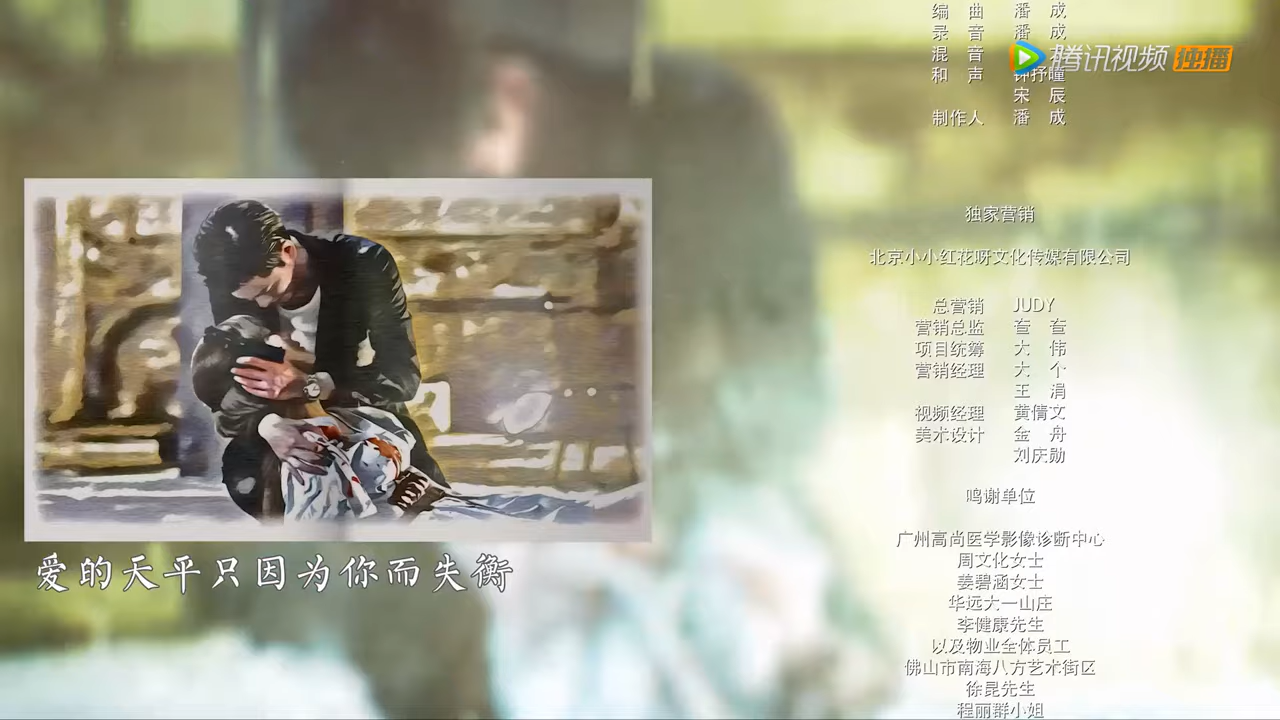 编曲 潘成
录音 潘成
混音
和声 钟抒曈
宋辰
制作人 潘成
腾讯视频 独播
独家营销
北京小小红花呀文化传媒有限公司
总营销 JUDY
营销总监
项目统筹 大伟
营销经理 大个
王涓
视频经理 黄倩文
美术设计 金舟
刘庆勋
鸣谢单位
广州高尚医学影像诊断中心
周文化女士
姜碧涵女士
华远大一山庄
李健康先生
以及物业全体员工
佛山市南海八方艺术街区
徐昆先生
程丽群小姐
爱的天平只因为你而失衡